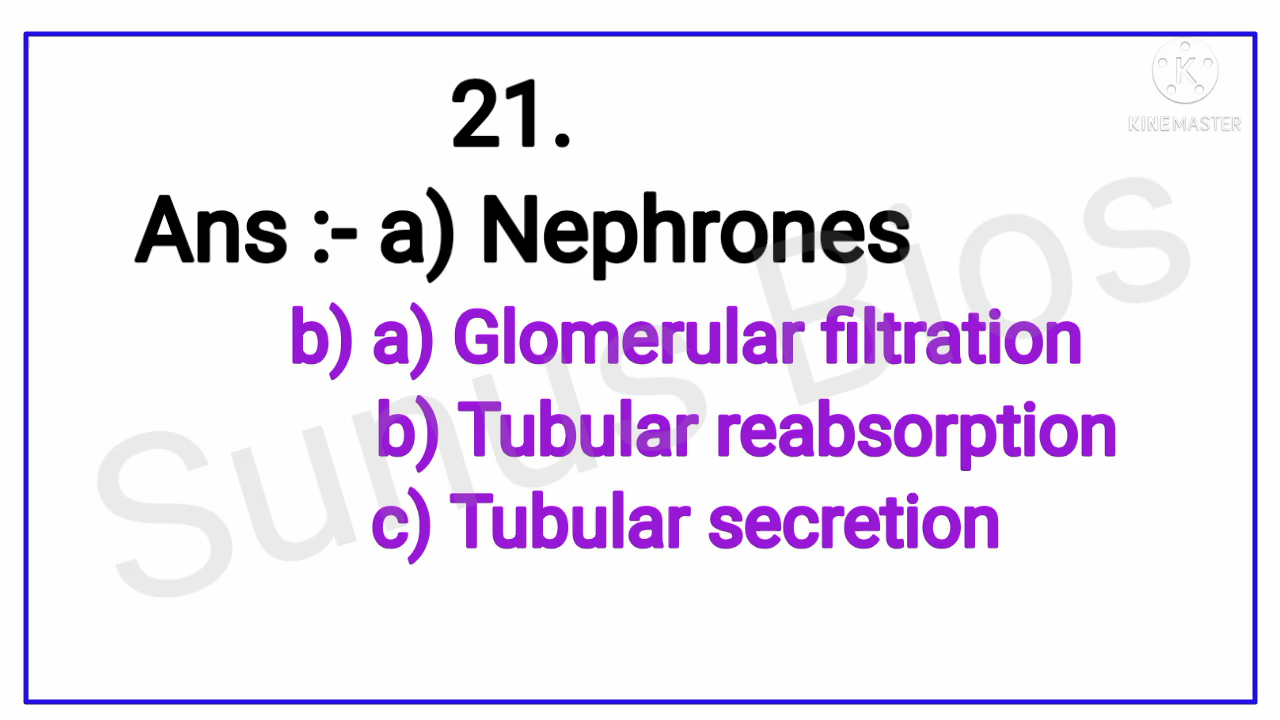 K
KINEMASTER
21.
Ans :- a) Nephrones
b) a) Glomerular filtration
b) Tubular reabsorption
c) Tubular secretion
Sunus Bios